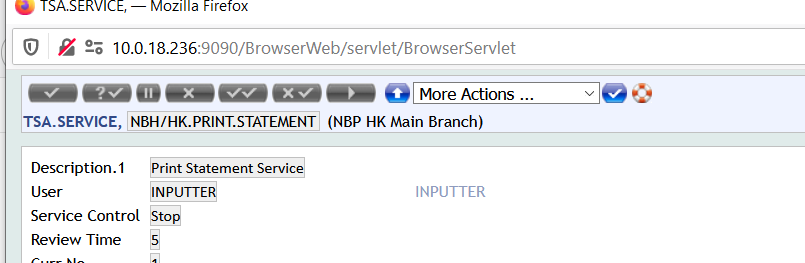 TSA.SERVICE, — Mozilla Firefox
10.0.18.236:9090/BrowserWeb/servlet/BrowserServlet
More Actions ...
TSA.SERVICE, NBH/HK.PRINT.STATEMENT (NBP HK Main Branch)
Description.1 Print Statement Service
User INPUTTER INPUTTER
Service Control Stop
Review Time 5
Curr No 1